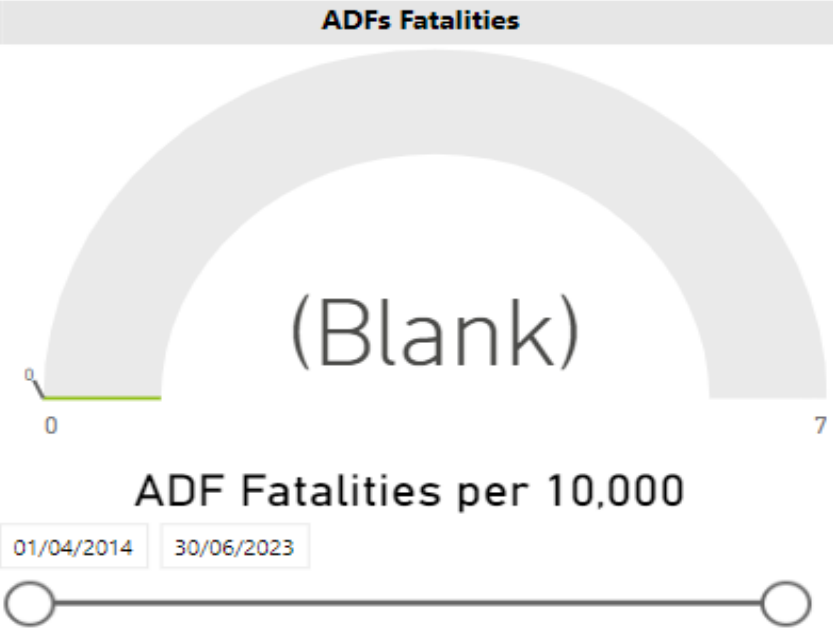 ADFs Fatalities
(Blank)
0
0
7
ADF Fatalities per 10,000
01/04/2014 30/06/2023